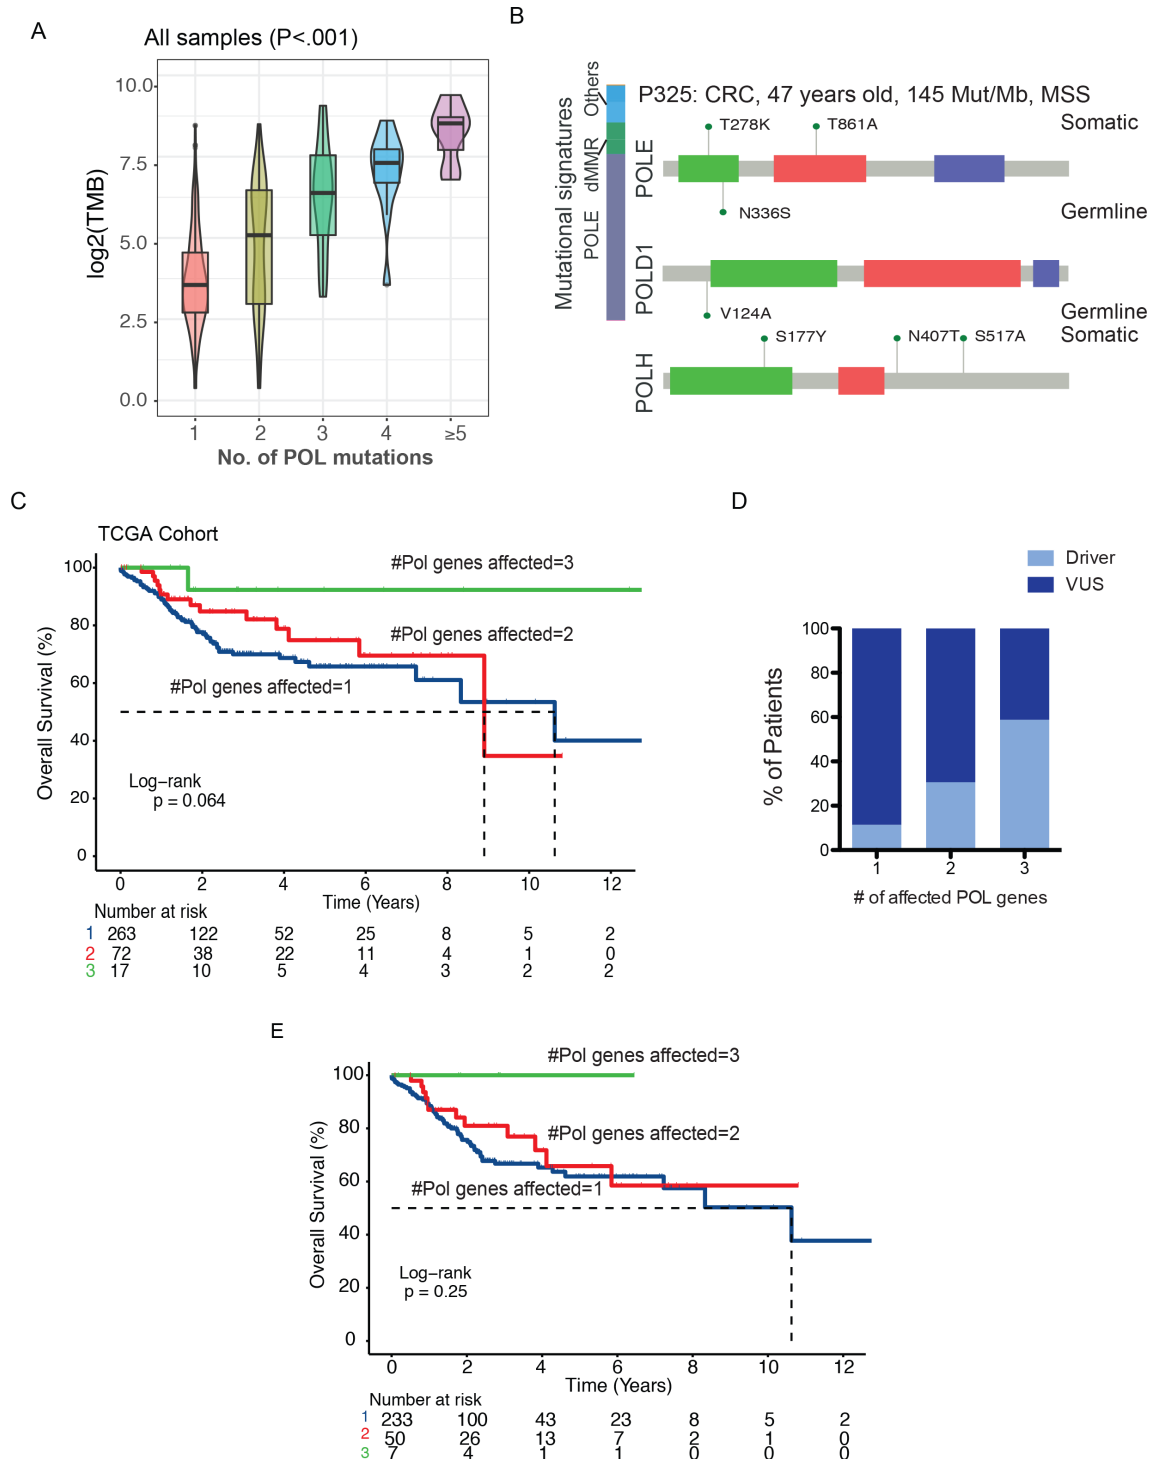 A
All samples (P<.001)
log2(TMB)
10.0
7.5
5.0
2.5
0.0
1 2 3 4 ≥5
No. of POL mutations
B
Mutational signatures
Others
dMMR
POLE
P325: CRC, 47 years old, 145 Mut/Mb, MSS
Somatic
T278K T861A
POLE
N336S
Germline
POLD1
V124A
Germline
Somatic
S177Y N407T S517A
POLH
C
TCGA Cohort
#Pol genes affected=3
#Pol genes affected=2
#Pol genes affected=1
Overall Survival (%)
100
80
60
40
20
0
Log−rank
p = 0.064
0 2 4 6 8 10 12
Time (Years)
Number at risk
1 263 122 52 25 8 5 2
2 72 38 22 11 4 1 0
3 17 10 5 4 3 2 2
D
Driver
VUS
% of Patients
100
80
60
40
20
0
1 2 3
# of affected POL genes
E
#Pol genes affected=3
#Pol genes affected=2
#Pol genes affected=1
Overall Survival (%)
100
80
60
40
20
0
Log−rank
p = 0.25
0 2 4 6 8 10 12
Time (Years)
Number at risk
1 233 100 43 23 8 5 2
2 50 26 13 7 2 1 0
3 7 4 1 1 0 0 0